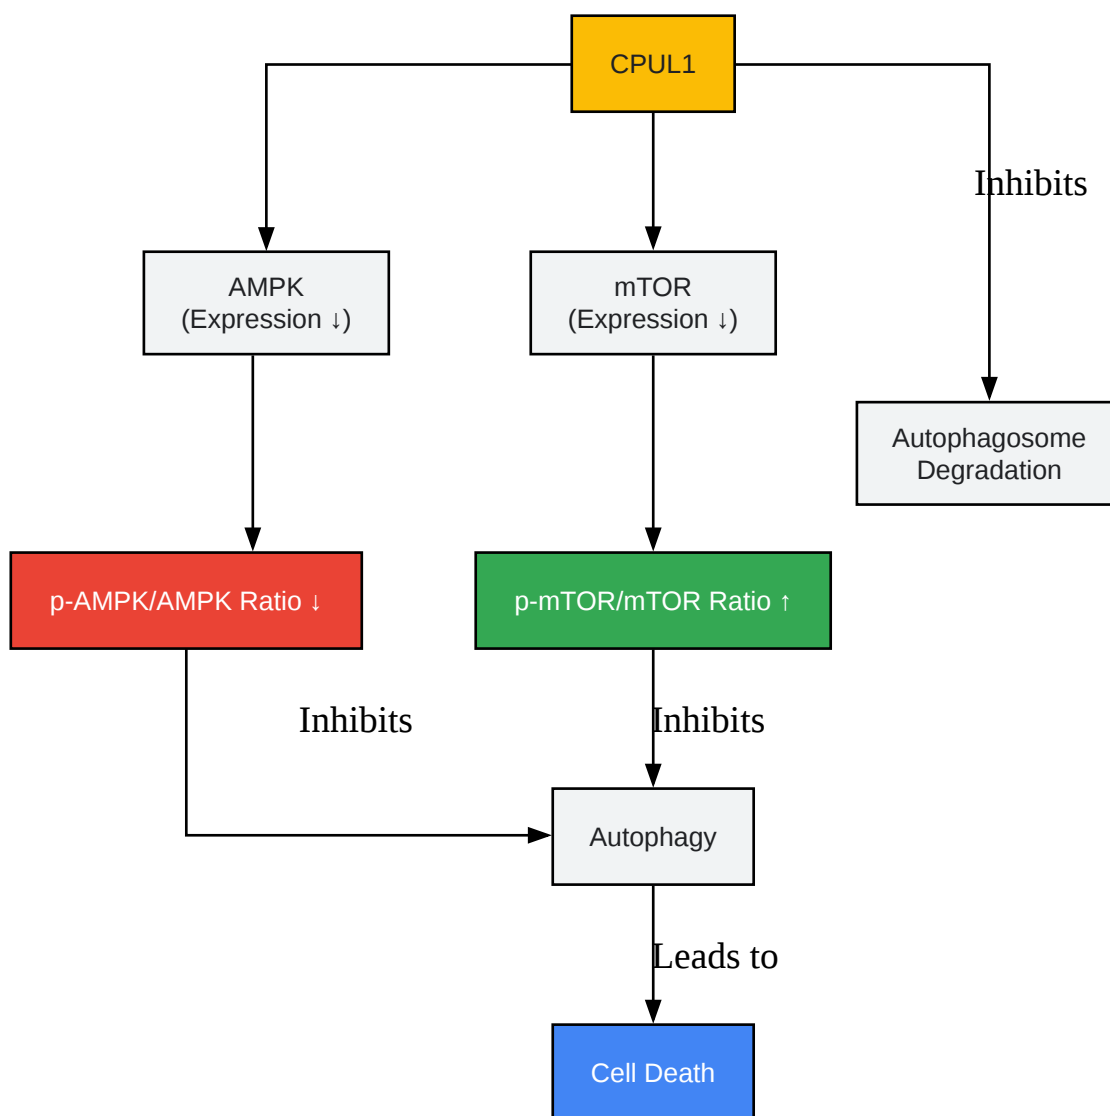 CPUL1
Inhibits
AMPK
(Expression ↓)
mTOR
(Expression ↓)
Autophagosome
Degradation
p-AMPK/AMPK Ratio ↓
p-mTOR/mTOR Ratio ↑
Inhibits
Inhibits
Autophagy
Leads to
Cell Death